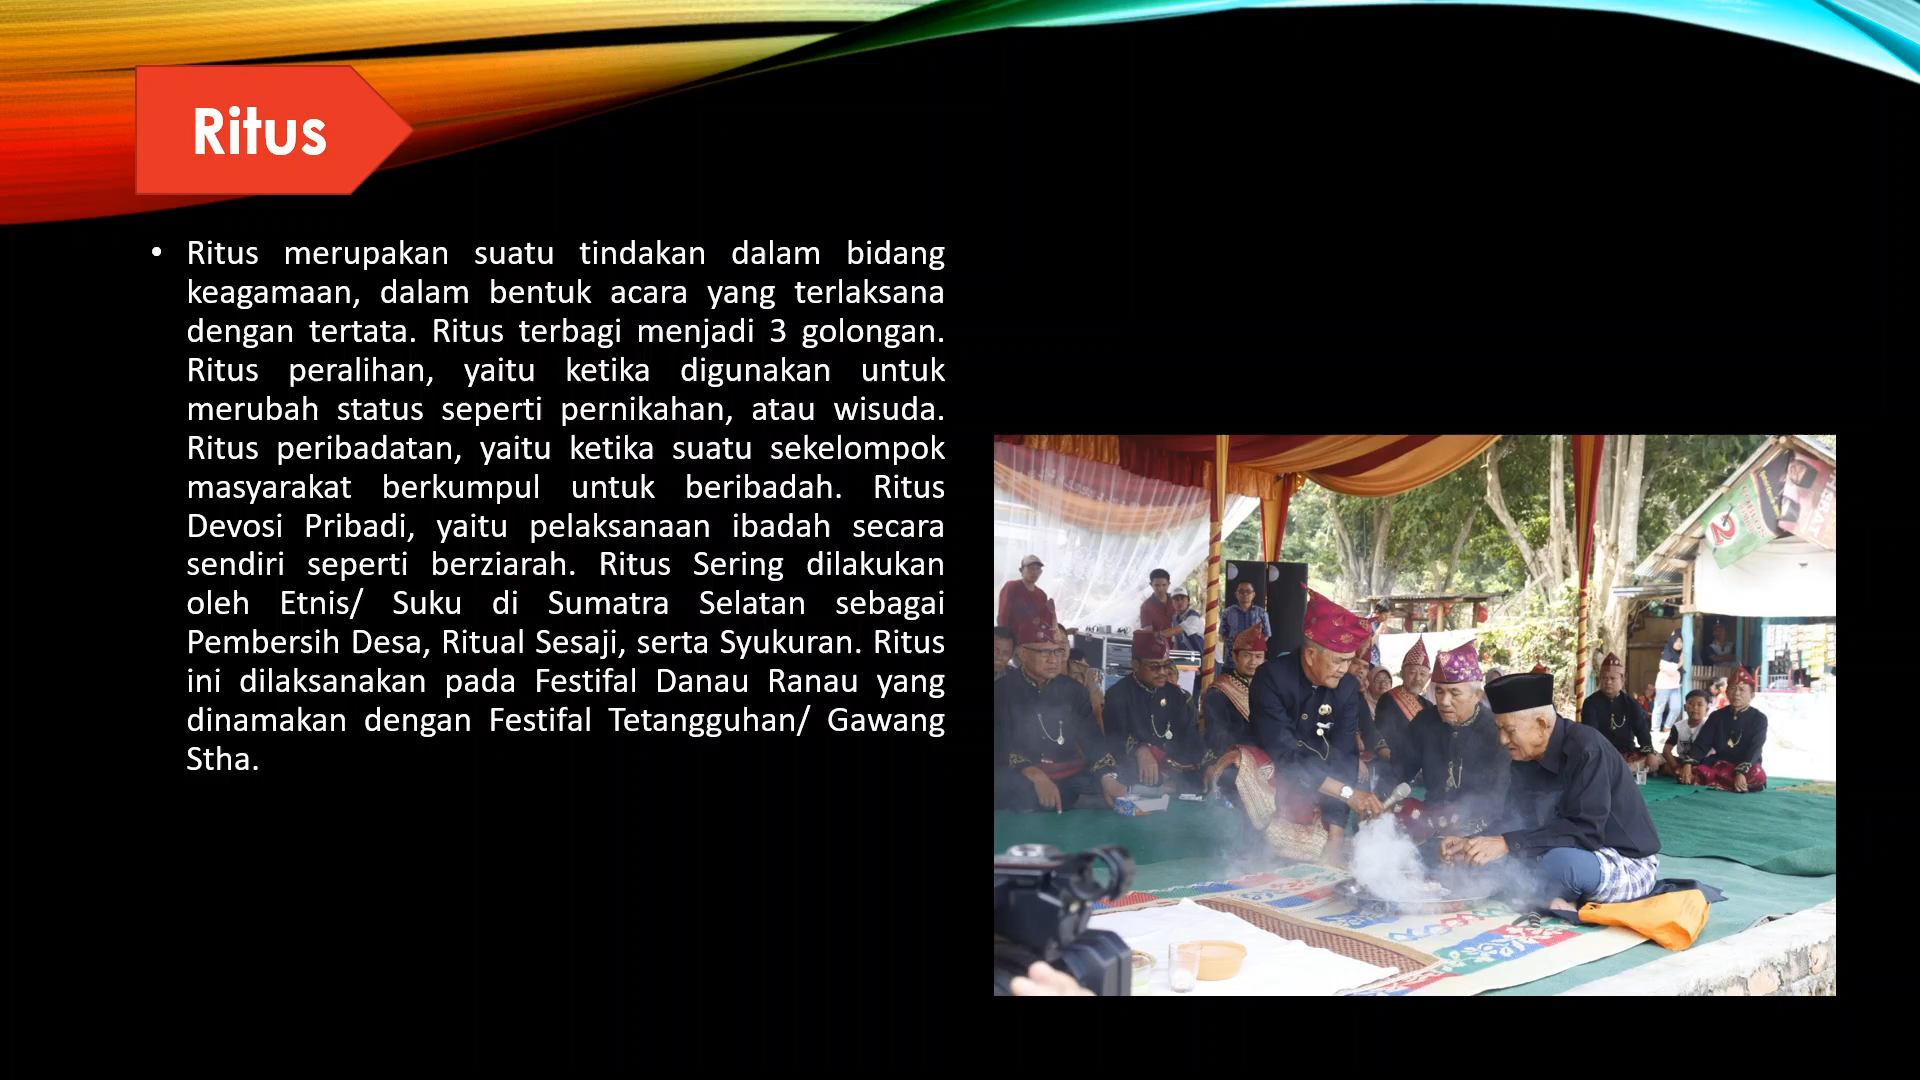 Ritus
• Ritus merupakan suatu tindakan dalam bidang
keagamaan, dalam bentuk acara yang terlaksana
dengan tertata. Ritus terbagi menjadi 3 golongan.
Ritus peralihan, yaitu ketika digunakan untuk
merubah status seperti pernikahan, atau wisuda.
Ritus peribadatan, yaitu ketika suatu sekelompok
masyarakat berkumpul untuk beribadah. Ritus
Devosi Pribadi, yaitu pelaksanaan ibadah secara
sendiri seperti berziarah. Ritus Sering dilakukan
oleh Etnis/ Suku di Sumatra Selatan sebagai
Pembersih Desa, Ritual Sesaji, serta Syukuran. Ritus
ini dilaksanakan pada Festifal Danau Ranau yang
dinamakan dengan Festifal Tetangguhan/ Gawang
Stha.
2